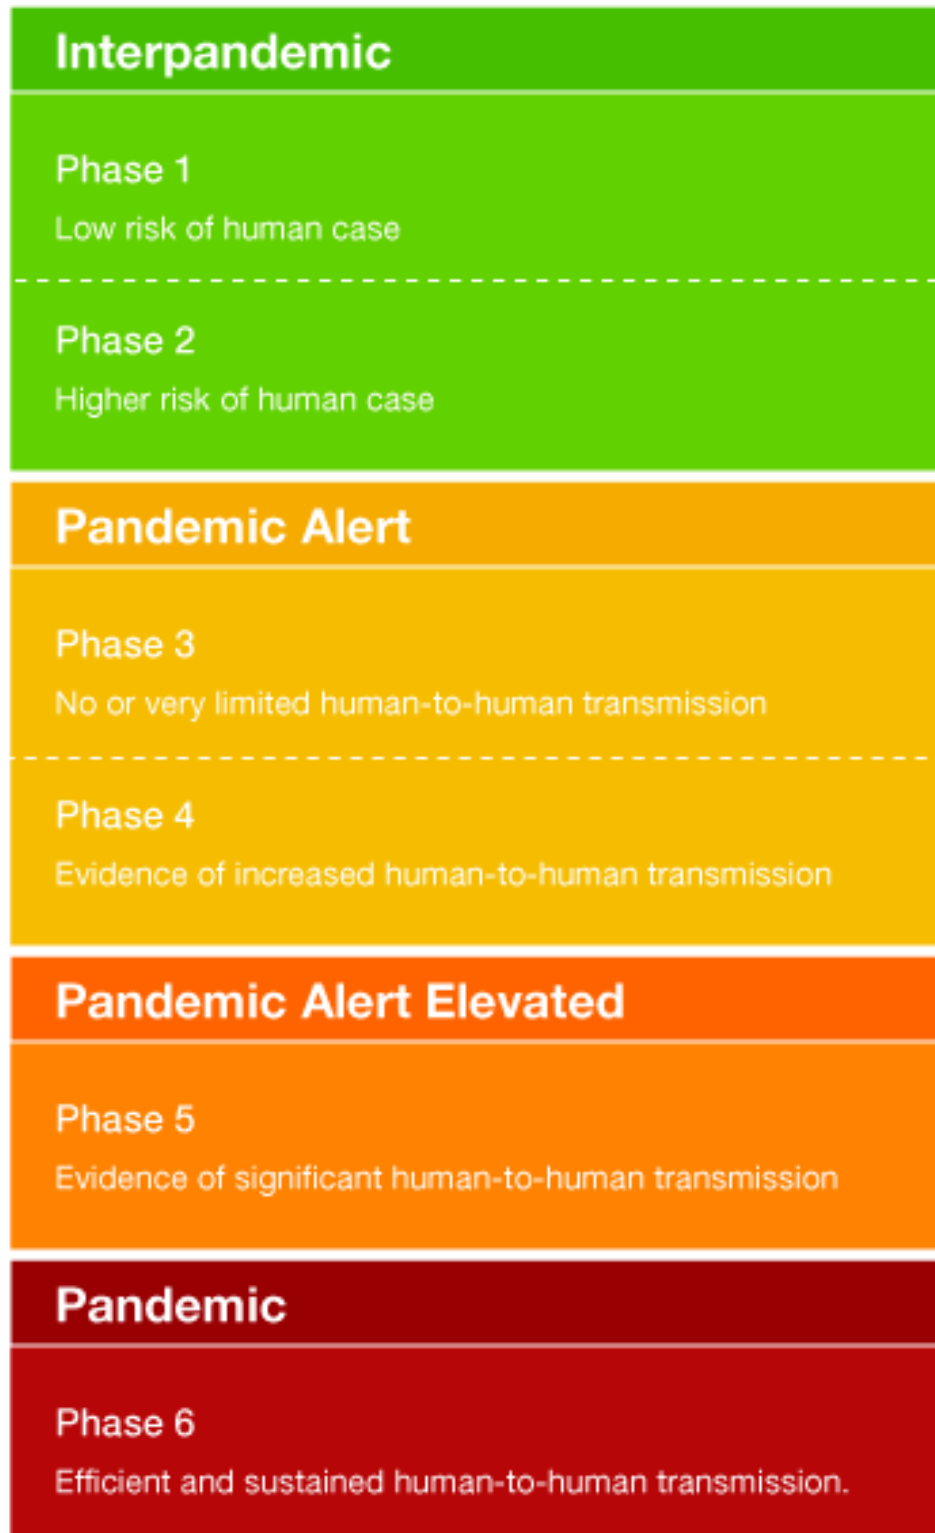 Interpandemic
Phase 1
Low risk of human case
Phase 2
Higher risk of human case
Pandemic Alert
Phase 3
No or very limited human-to-human transmission
Phase 4
Evidence of increased human-to-human transmission
Pandemic Alert Elevated
Phase 5
Evidence of significant human-to-human transmission
Pandemic
Phase 6
Efficient and sustained human-to-human transmission.